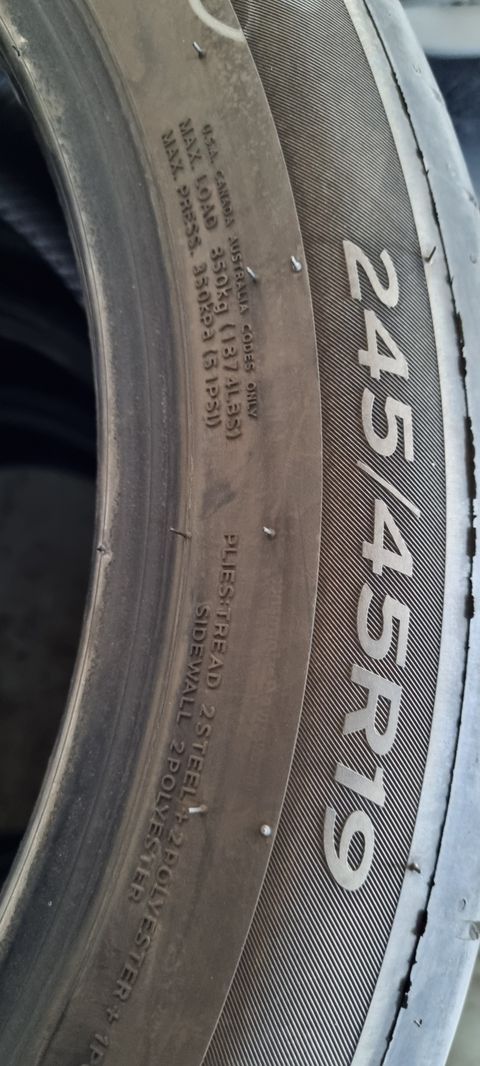 245/45R19
U.S.A. CANADA AUSTRALIA CODES ONLY
MAX. LOAD 850kg (1874LBS)
MAX. PRESS. 350kPa (51PSI)
PLIES:TREAD 2STEEL+2POLYESTER+
SIDEWALL 2POLYESTER